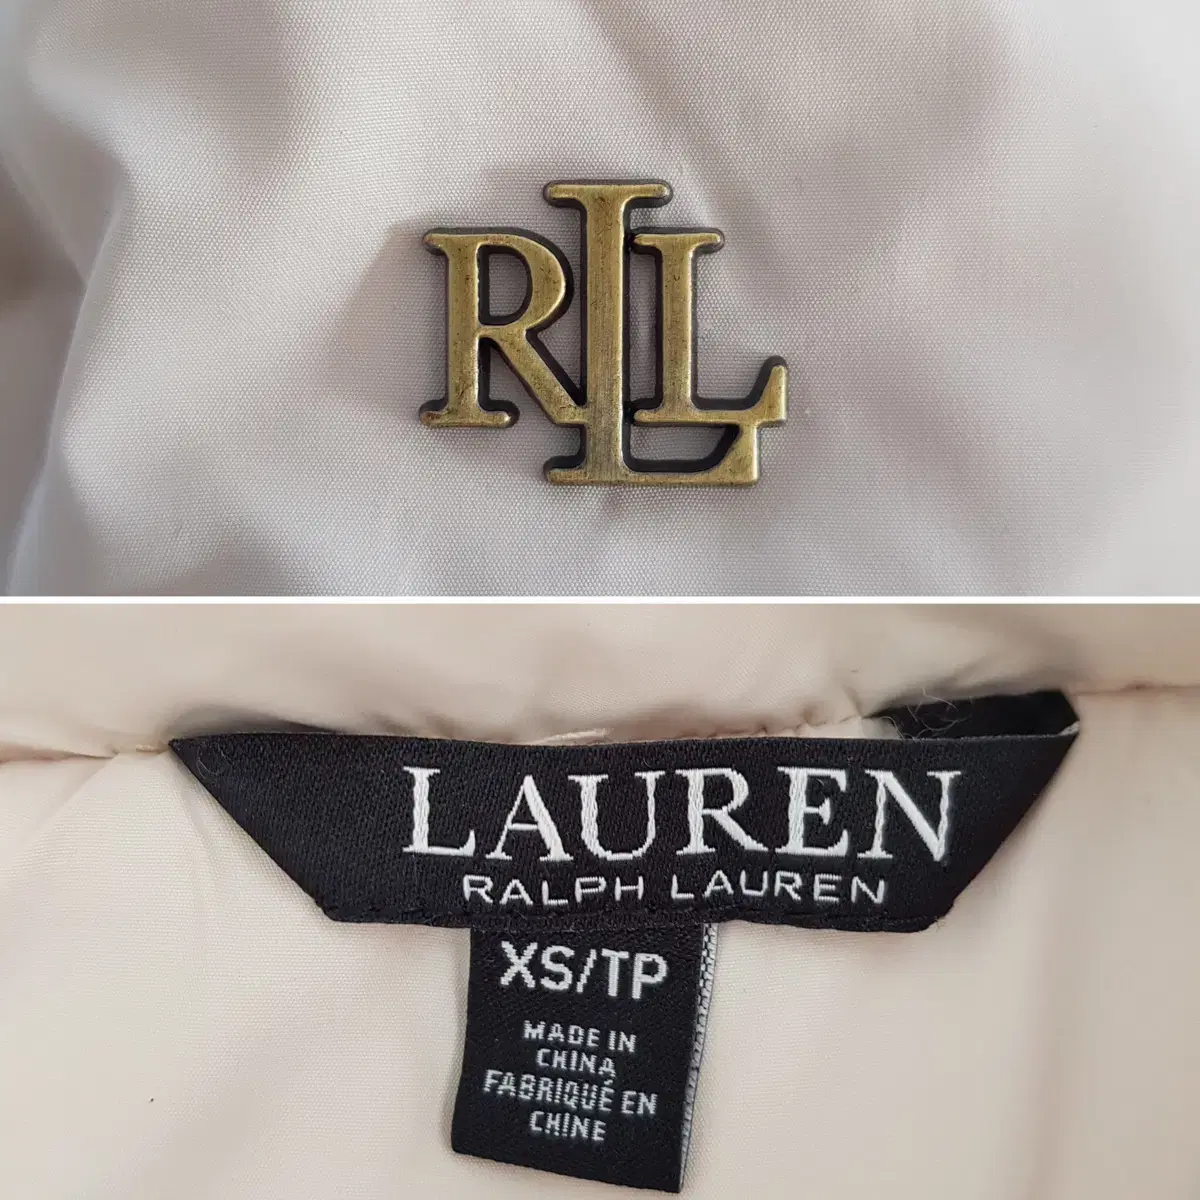 RLL
LAUREN
RALPH LAUREN
XS/TP
MADE IN
CHINA
FABRIQUÉ EN
CHINE